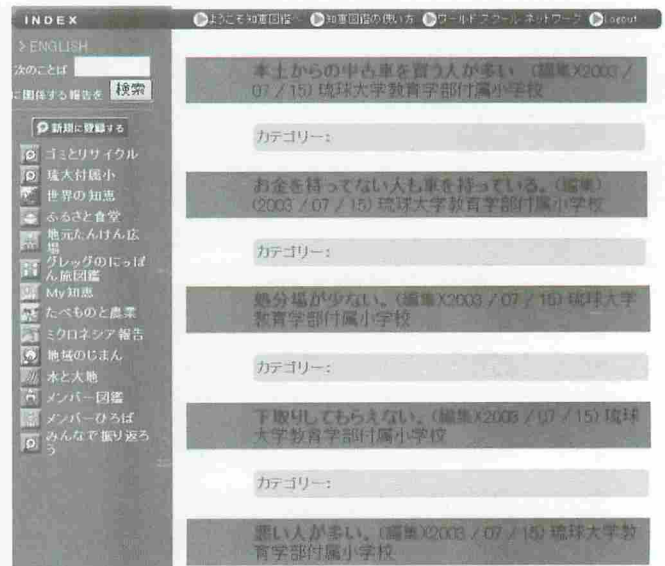 INDEX
ようこそ知恵図鑑へ 知恵図鑑の使い方 ワールドスクールネットワーク Logout
> ENGLISH
次のことば
に関係する報告を 検索
新規に登録する
ゴミとリサイクル
琉大付属小
世界の知恵
ふるさと食堂
地元たんけん広
場
グレッグのにっぽ
ん旅図鑑
My知恵
たべものと農業
ミクロネシア報告
地域のじまん
水と大地
メンバー図鑑
メンバーひろば
みんなで振り返ろ
う
本土からの中古車を買う人が多い (編集)(2003 /
07 / 15) 琉球大学教育学部付属小学校
カテゴリー:
お金を持ってない人も車を持っている。(編集)
(2003 / 07 / 15) 琉球大学教育学部付属小学校
カテゴリー:
処分場が少ない。(編集)(2003 / 07 / 15) 琉球大学
教育学部付属小学校
カテゴリー:
下取りしてもらえない。(編集)(2003 / 07 / 15) 琉球
大学教育学部付属小学校
カテゴリー:
悪い人が多い。(編集)(2003 / 07 / 15) 琉球大学教
育学部付属小学校